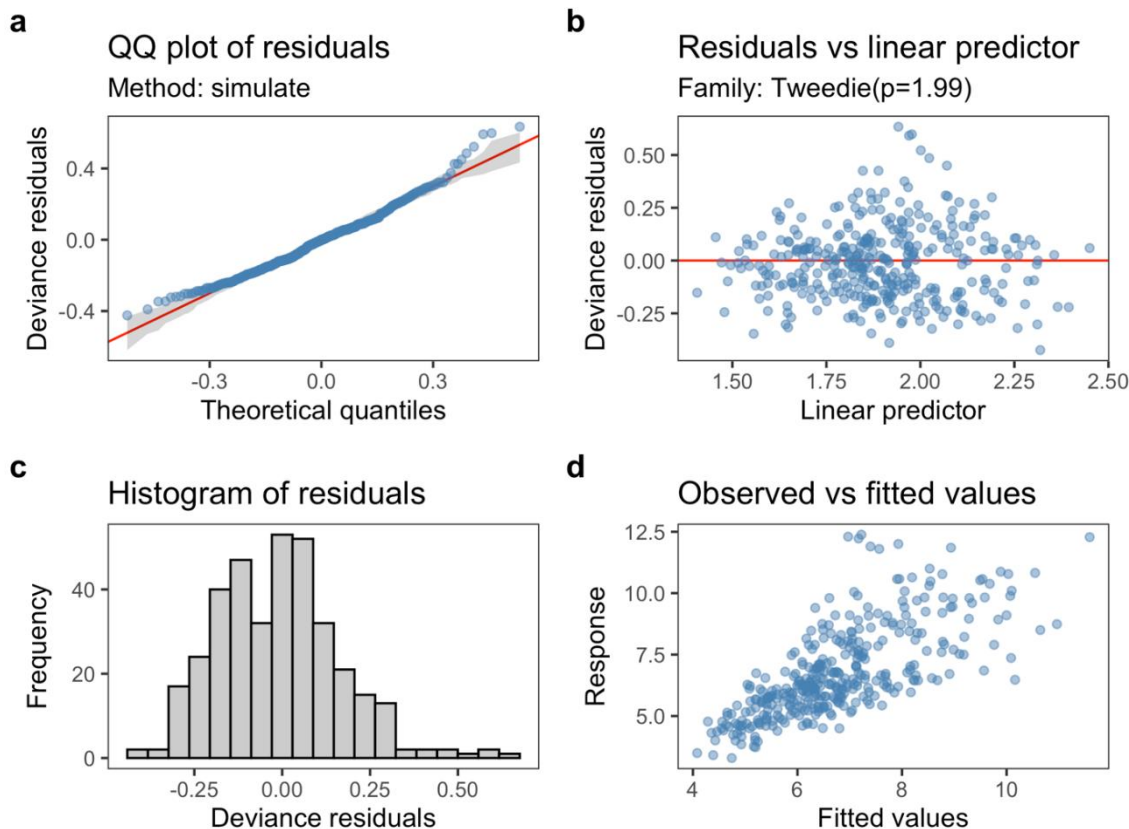 a
QQ plot of residuals
Method: simulate
Deviance residuals
0.4
0.0
-0.4
-0.3
0.0
0.3
Theoretical quantiles
b
Residuals vs linear predictor
Family: Tweedie(p=1.99)
Deviance residuals
0.50
0.25
0.00
-0.25
1.50
1.75
2.00
2.25
2.50
Linear predictor
c
Histogram of residuals
Frequency
40
20
0
-0.25
0.00
0.25
0.50
Deviance residuals
d
Observed vs fitted values
Response
12.5
10.0
7.5
5.0
4
6
8
10
Fitted values